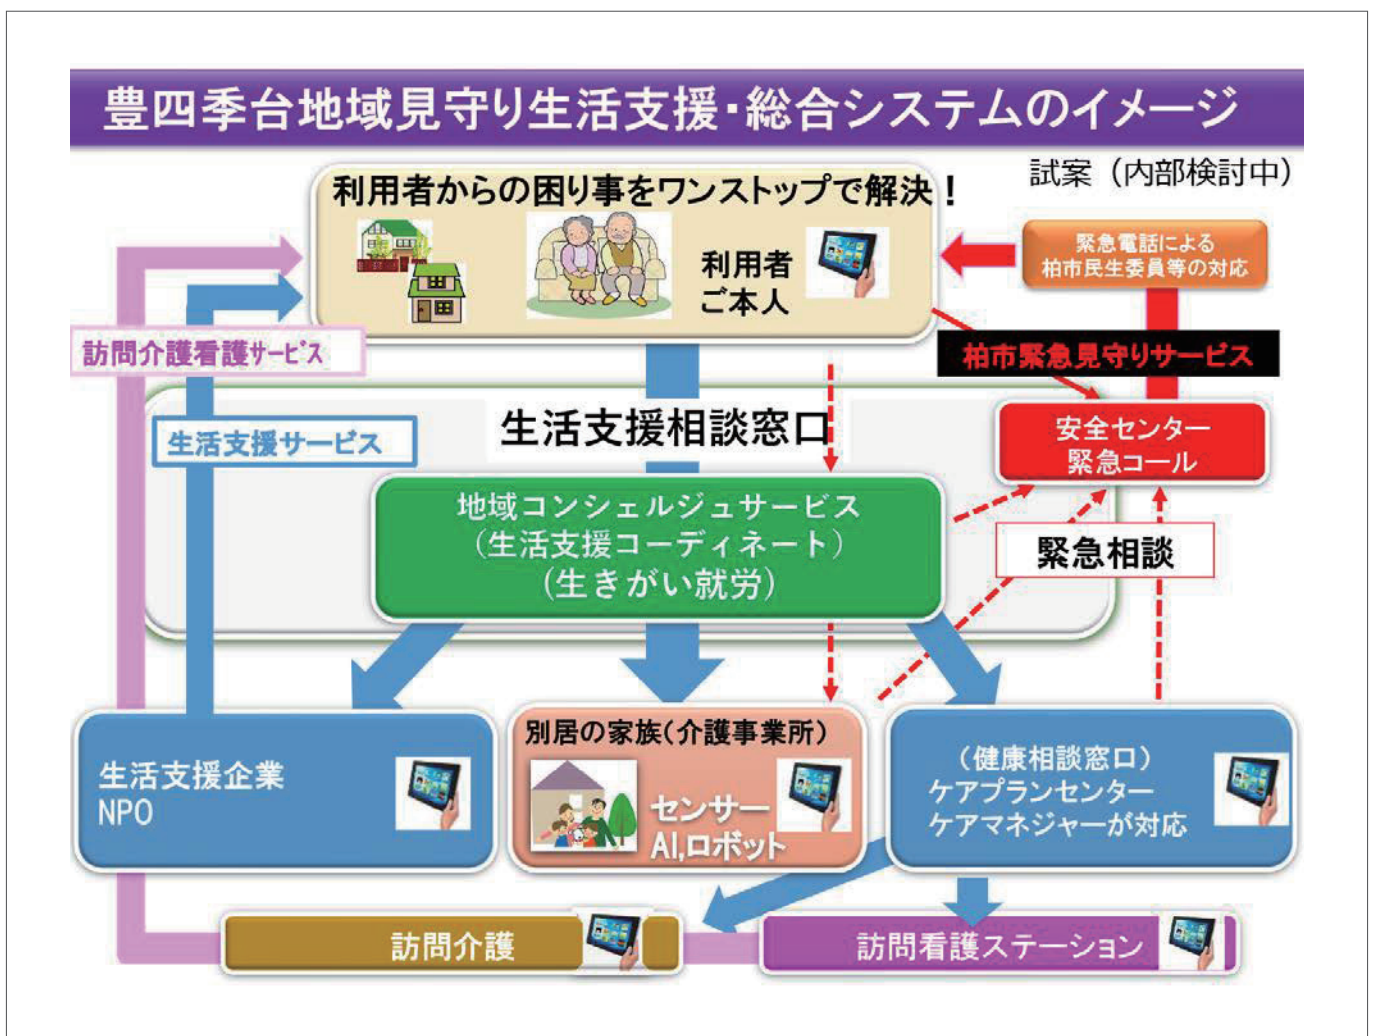 豊四季台地域見守り生活支援・総合システムのイメージ
試案（内部検討中）
利用者からの困り事をワンストップで解決！
利用者
ご本人
緊急電話による
柏市民生委員等の対応
訪問介護看護サービス
柏市緊急見守りサービス
生活支援サービス
生活支援相談窓口
安全センター
緊急コール
地域コンシェルジュサービス
（生活支援コーディネート）
（生きがい就労）
緊急相談
生活支援企業
NPO
別居の家族（介護事業所）
センサー
AI,ロボット
（健康相談窓口）
ケアプランセンター
ケアマネジャーが対応
訪問介護
訪問看護ステーション